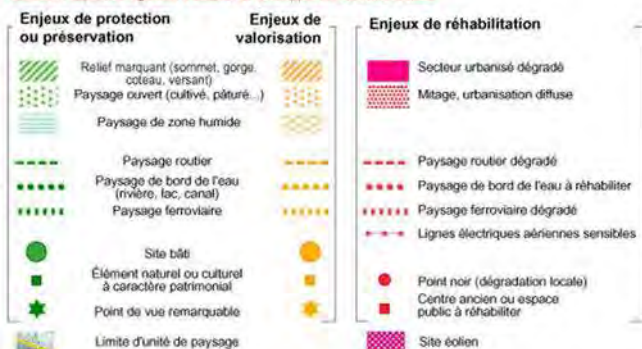 Enjeux de protection
ou préservation
Enjeux de
valorisation
Relief marquant (sommet, gorge,
coteau, versant)
Paysage ouvert (cultivé, pâturé...)
Paysage de zone humide
Paysage routier
Paysage de bord de l'eau
(rivière, lac, canal)
Paysage ferroviaire
Site bâti
Élément naturel ou culturel
à caractère patrimonial
Point de vue remarquable
Limite d'unité de paysage
Enjeux de réhabilitation
Secteur urbanisé dégradé
Mitage, urbanisation diffuse
Paysage routier dégradé
Paysage de bord de l'eau à réhabiliter
Paysage ferroviaire dégradé
Lignes électriques aériennes sensibles
Point noir (dégradation locale)
Centre ancien ou espace
public à réhabiliter
Site éolien